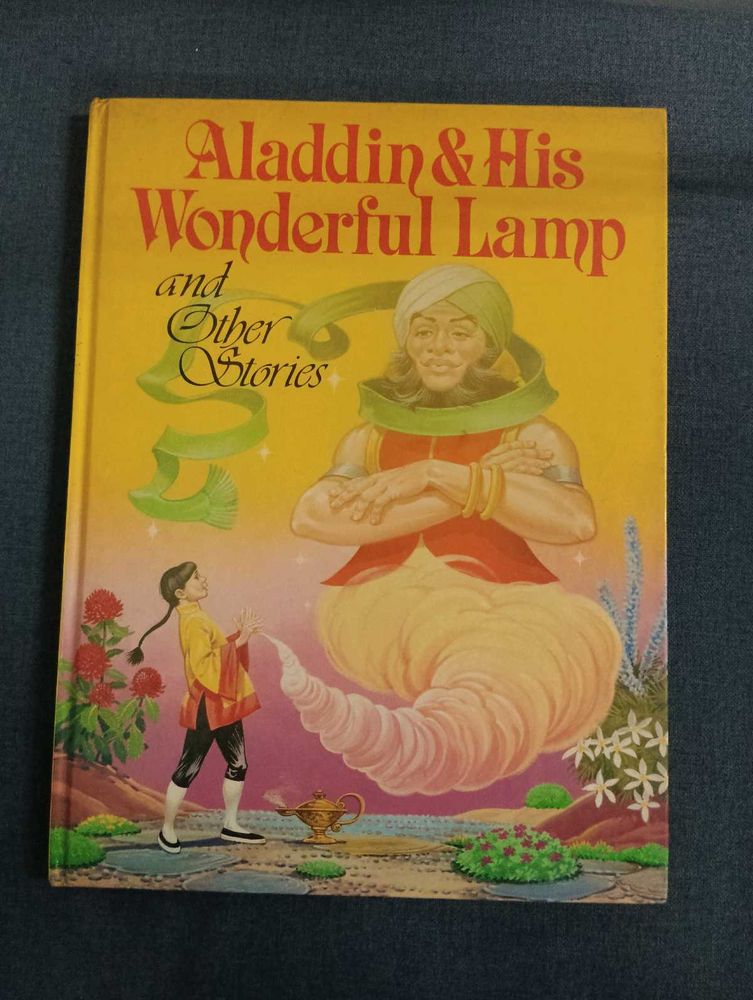 Aladdin & His
Wonderful Lamp
and
Other
Stories